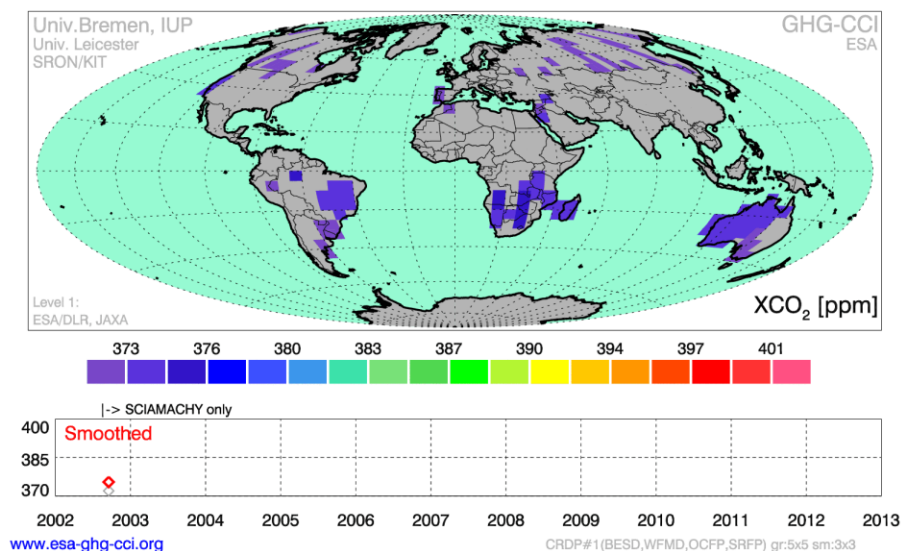 Univ.Bremen, IUP
Univ. Leicester
SRON/KIT
GHG-CCI
ESA
Level 1:
ESA/DLR, JAXA
XCO₂ [ppm]
373 376 380 383 387 390 394 397 401
|-> SCIAMACHY only
Smoothed
400
385
370
2002 2003 2004 2005 2006 2007 2008 2009 2010 2011 2012 2013
www.esa-ghg-cci.org
CRDP#1(BESD,WFMD,OCFP,SRFP) gr:5x5 sm:3x3